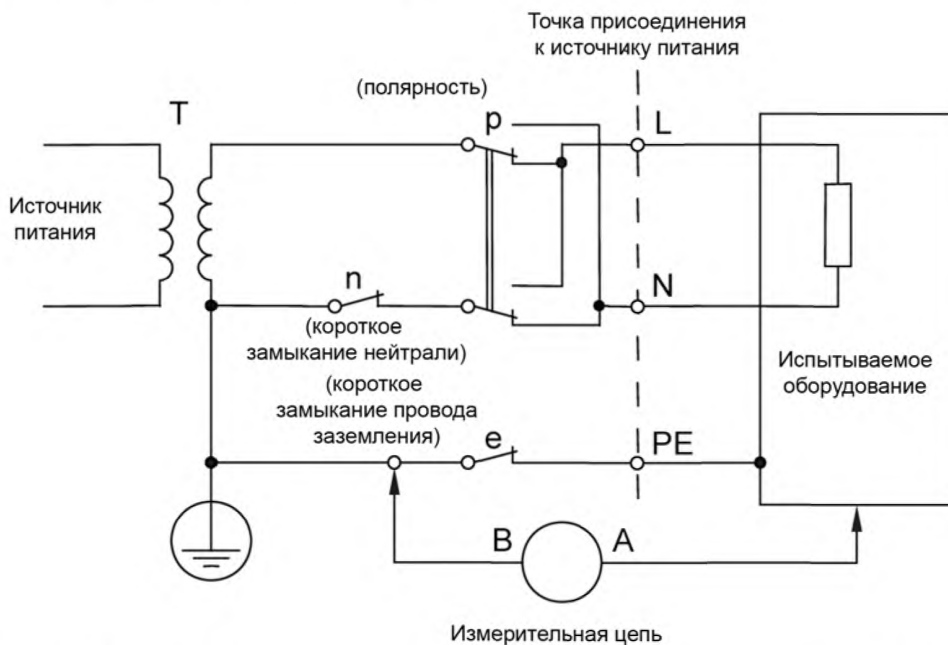 Точка присоединения
к источнику питания
(полярность)
T
p
L
Источник
питания
n
N
(короткое
замыкание нейтрали)
(короткое
замыкание провода
заземления)
Испытываемое
оборудование
e
PE
B
A
Измерительная цепь